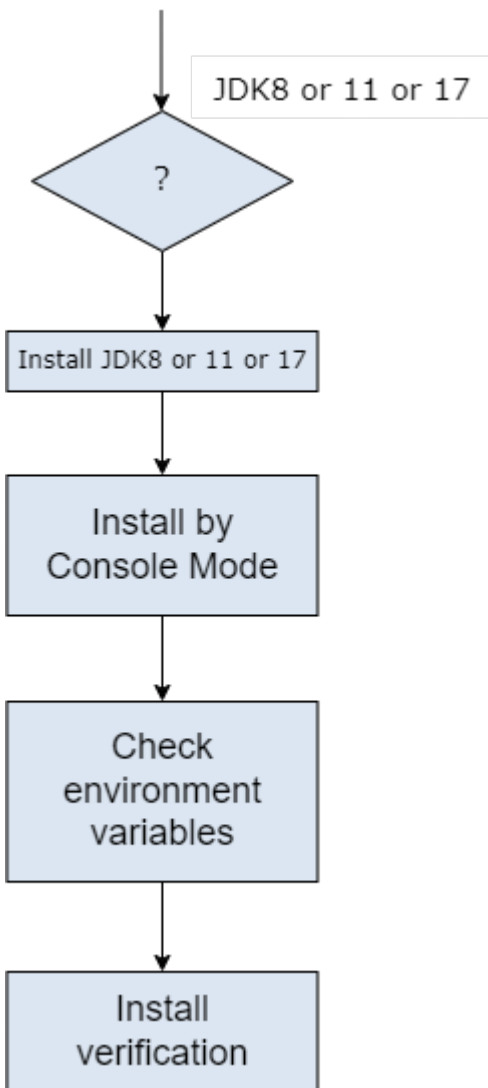 JDK8 or 11 or 17
?
Install JDK8 or 11 or 17
Install by
Console Mode
Check
environment
variables
Install
verification